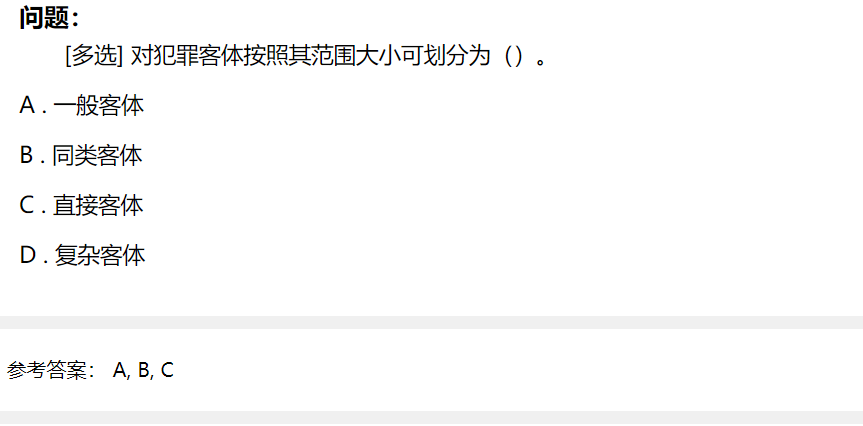 问题：
[多选] 对犯罪客体按照其范围大小可划分为（）。
A . 一般客体
B . 同类客体
C . 直接客体
D . 复杂客体
参考答案： A, B, C